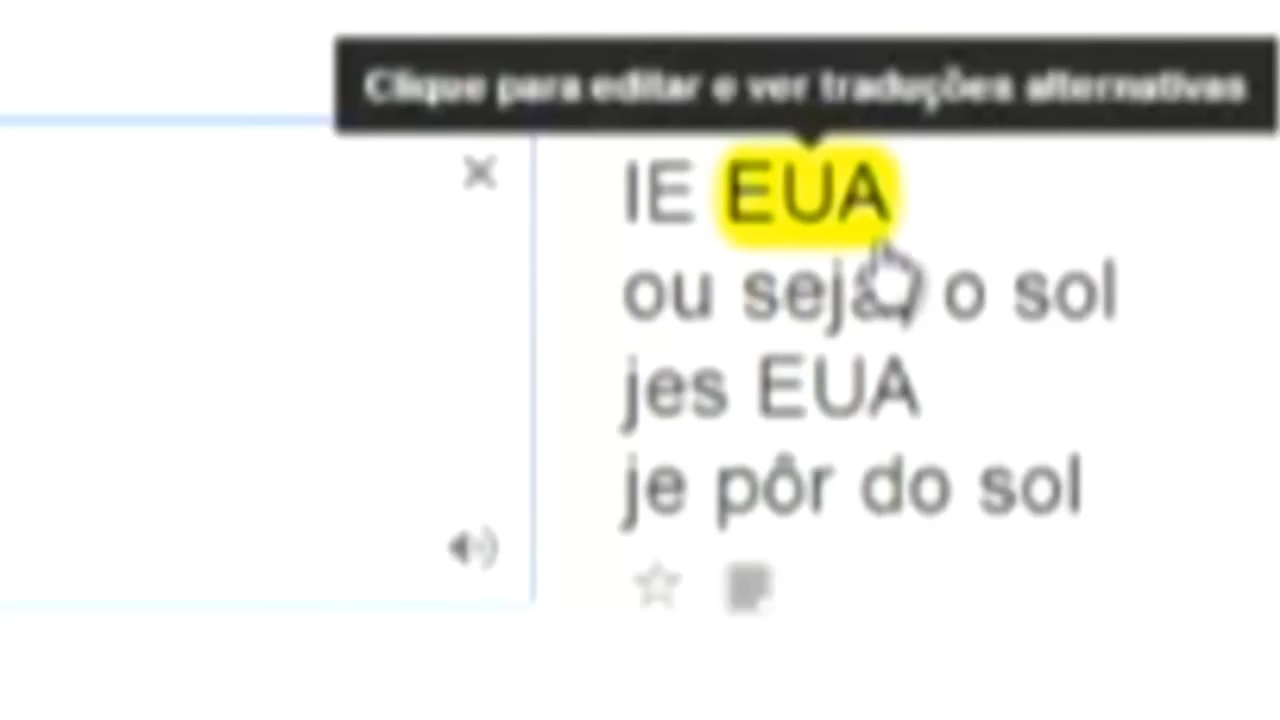 Clique para editar e ver traduções alternativas
IE EUA
ou seja, o sol
jes EUA
je pôr do sol